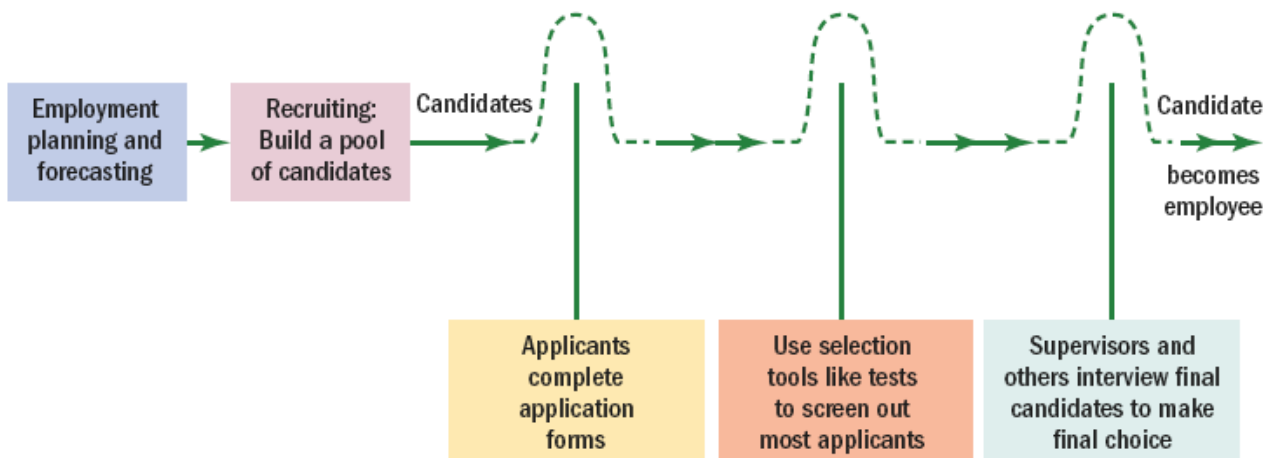 Employment
planning and
forecasting
Recruiting:
Build a pool
of candidates
Candidates
Applicants
complete
application
forms
Use selection
tools like tests
to screen out
most applicants
Supervisors and
others interview final
candidates to make
final choice
Candidate
becomes
employee